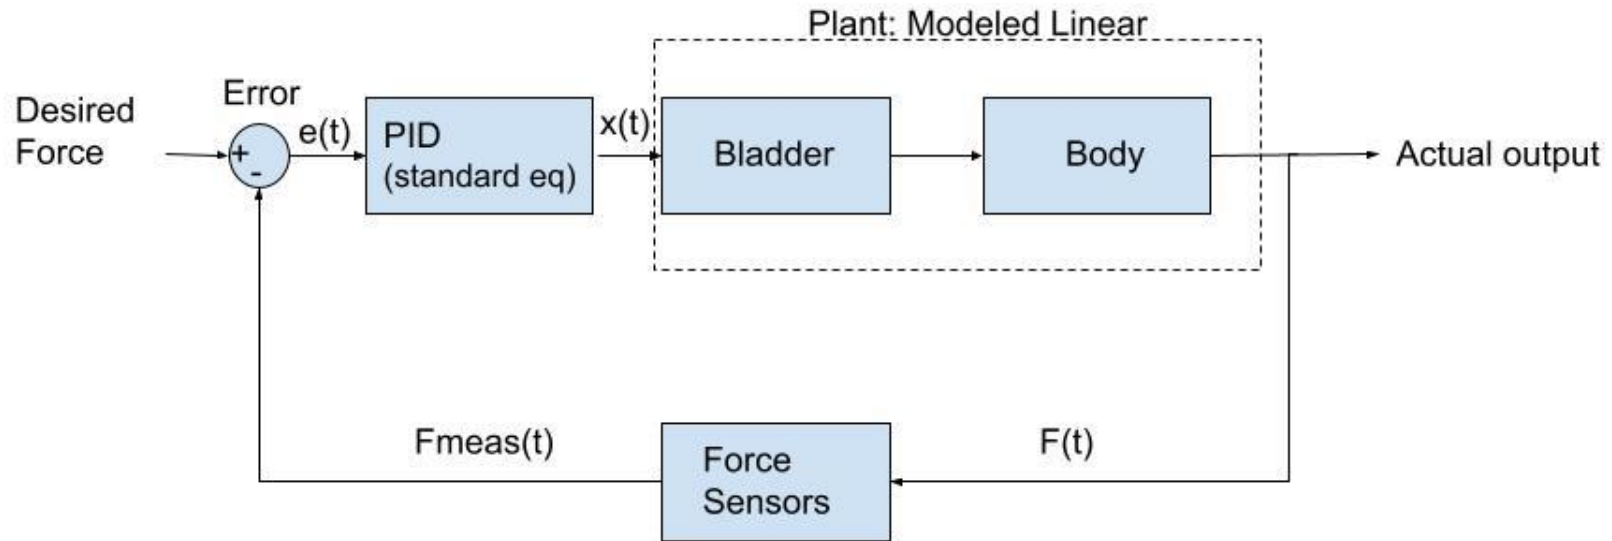 Plant: Modeled Linear
Desired
Force
Error
+
-
e(t)
PID
(standard eq)
x(t)
Bladder
Body
Actual output
Fmeas(t)
Force
Sensors
F(t)